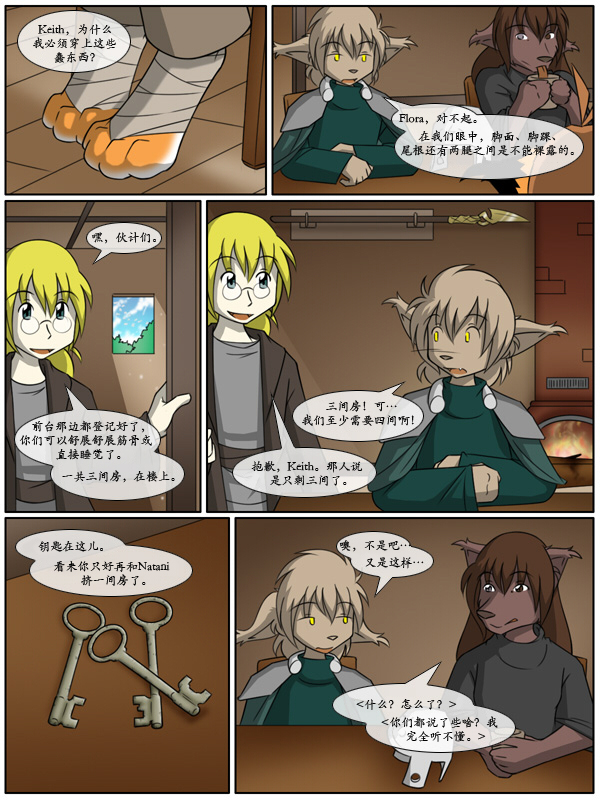 Keith，为什么
我必须穿上这些
蠢东西？
Flora，对不起。
在我们眼中，脚面、脚踝、
尾根还有两腿之间是不能裸露的。
嘿，伙计们。
前台那边都登记好了，
你们可以舒展舒展筋骨或
直接睡觉了。
一共三间房，在楼上。
三间房！可…
我们至少需要四间啊！
抱歉，Keith。那人说
是只剩三间了。
钥匙在这儿。
看来你只好再和Natani
挤一间房了。
噢，不是吧…
又是这样…
<什么？怎么了？>
<你们都说了些啥？我
完全听不懂。>